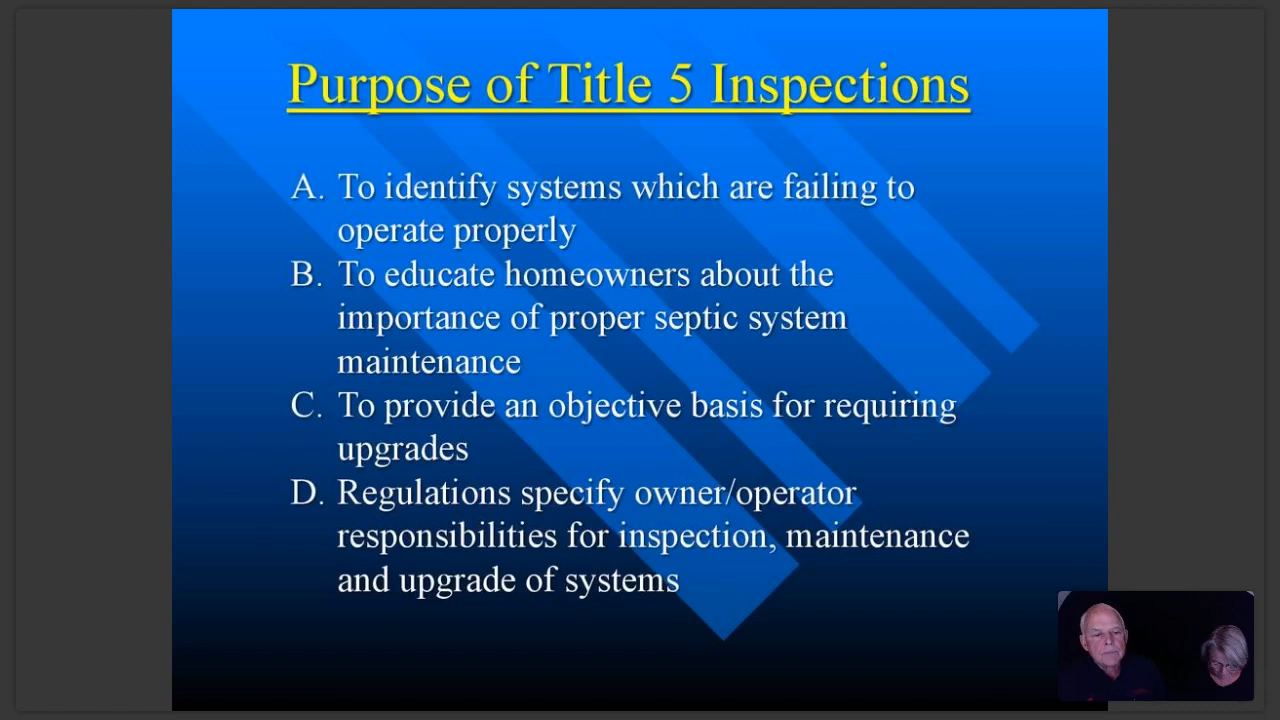 Purpose of Title 5 Inspections
A. To identify systems which are failing to
operate properly
B. To educate homeowners about the
importance of proper septic system
maintenance
C. To provide an objective basis for requiring
upgrades
D. Regulations specify owner/operator
responsibilities for inspection, maintenance
and upgrade of systems